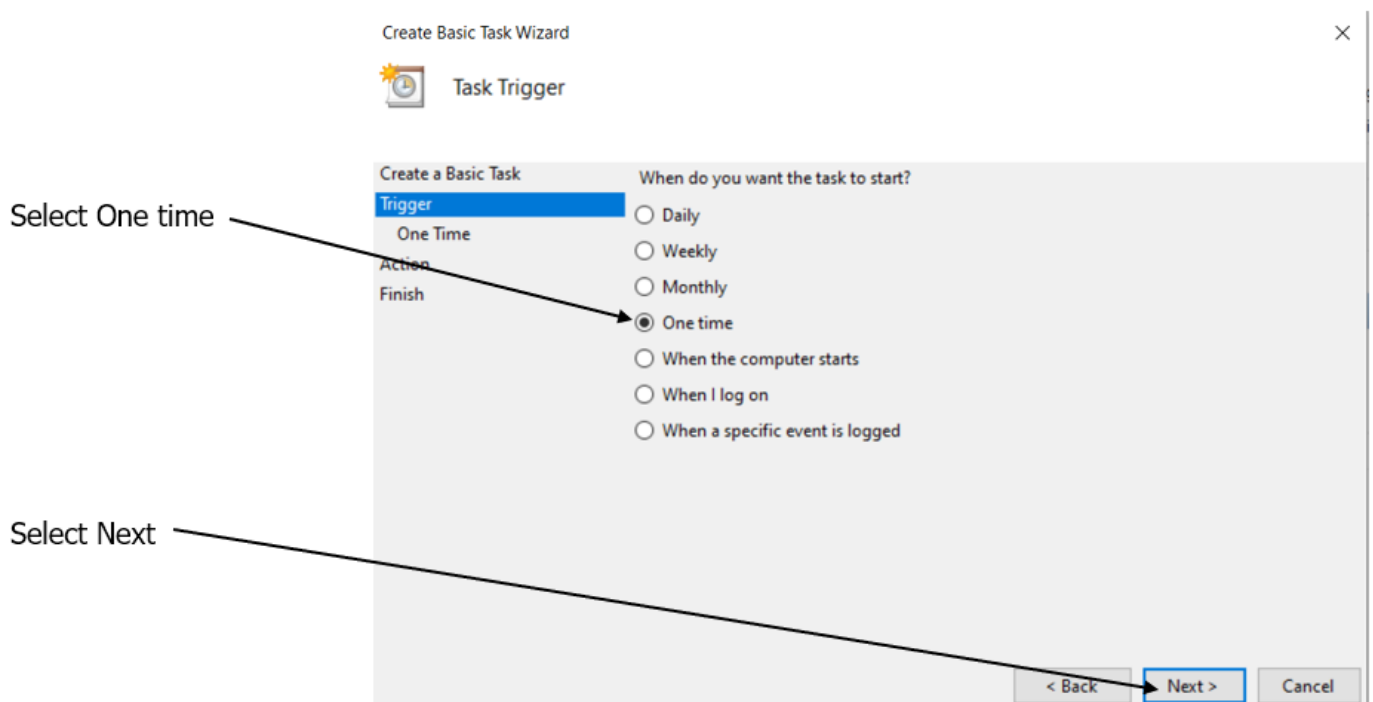 Create Basic Task Wizard
Task Trigger
Create a Basic Task
Trigger
One Time
Action
Finish
When do you want the task to start?
Daily
Weekly
Monthly
One time
When the computer starts
When I log on
When a specific event is logged
Select One time
Select Next
< Back
Next >
Cancel